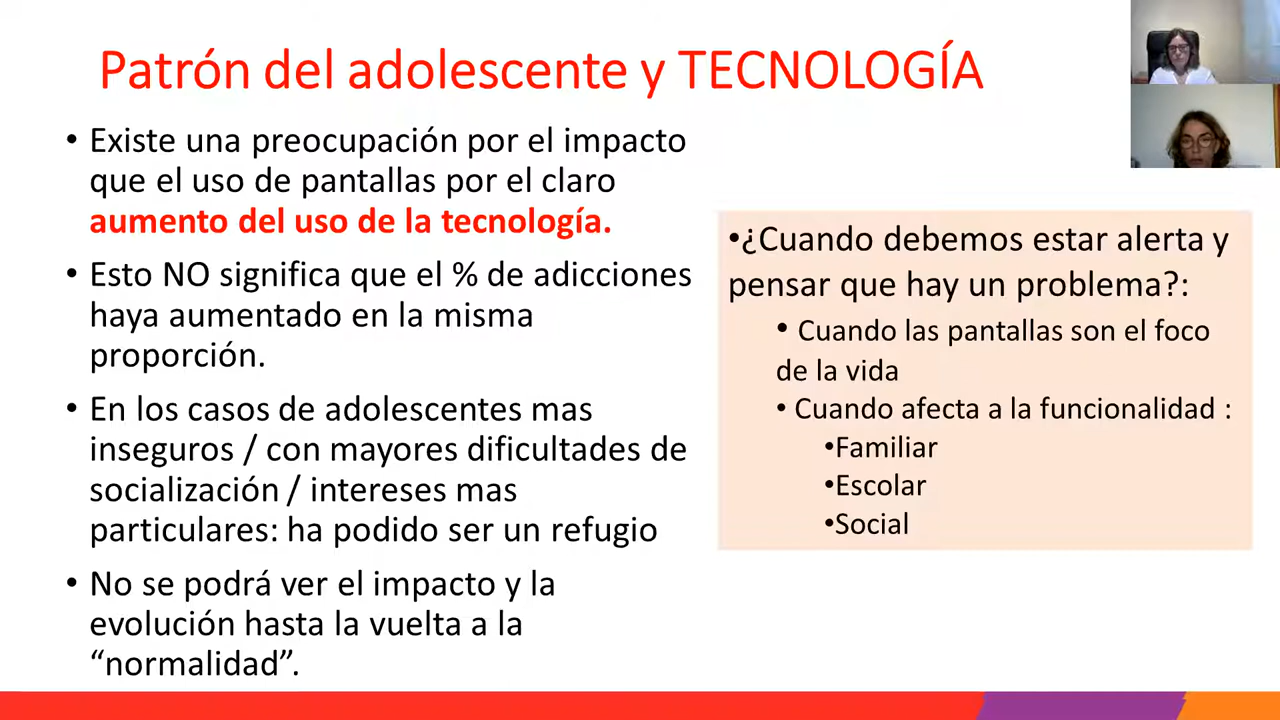 Patrón del adolescente y TECNOLOGÍA
• Existe una preocupación por el impacto
que el uso de pantallas por el claro
aumento del uso de la tecnología.
• Esto NO significa que el % de adicciones
haya aumentado en la misma
proporción.
• En los casos de adolescentes mas
inseguros / con mayores dificultades de
socialización / intereses mas
particulares: ha podido ser un refugio
• No se podrá ver el impacto y la
evolución hasta la vuelta a la
“normalidad”.
•¿Cuando debemos estar alerta y
pensar que hay un problema?:
• Cuando las pantallas son el foco
de la vida
• Cuando afecta a la funcionalidad :
•Familiar
•Escolar
•Social